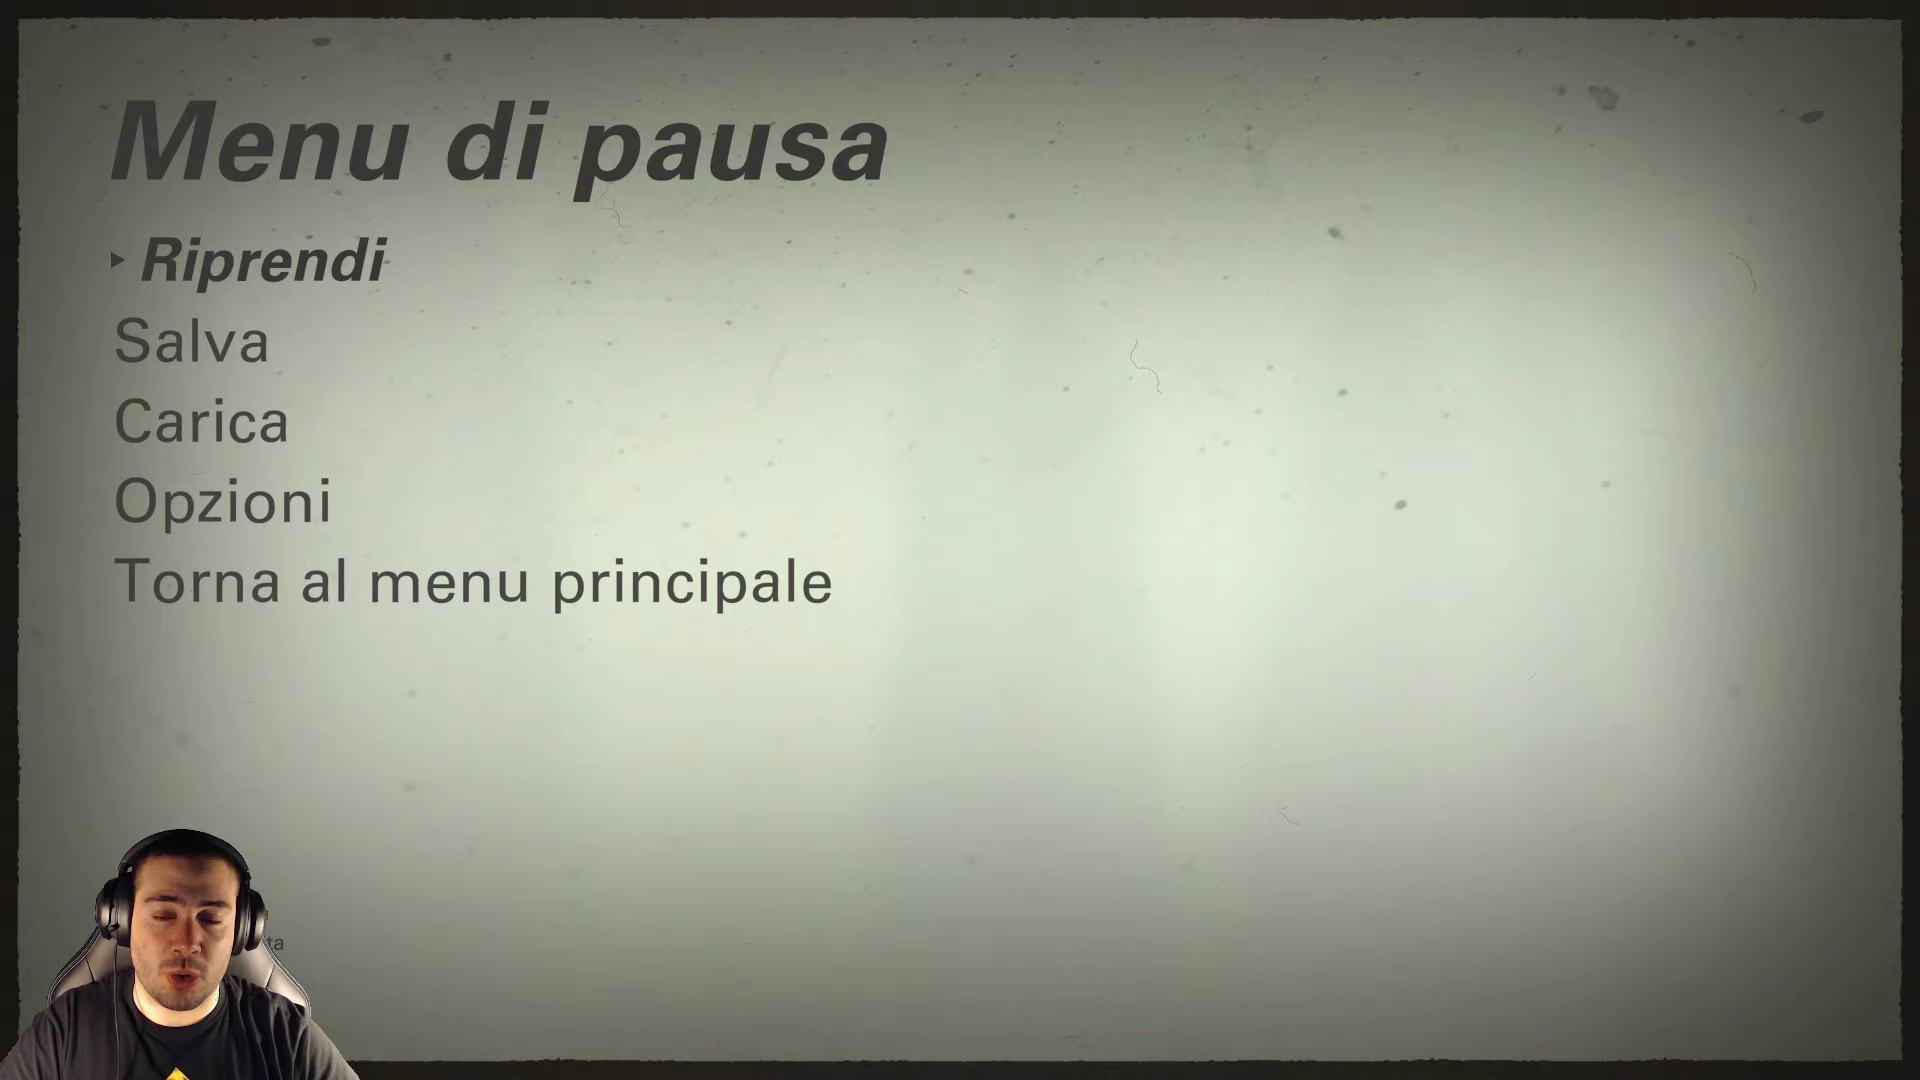 Menu di pausa
Riprendi
Salva
Carica
Opzioni
Torna al menu principale